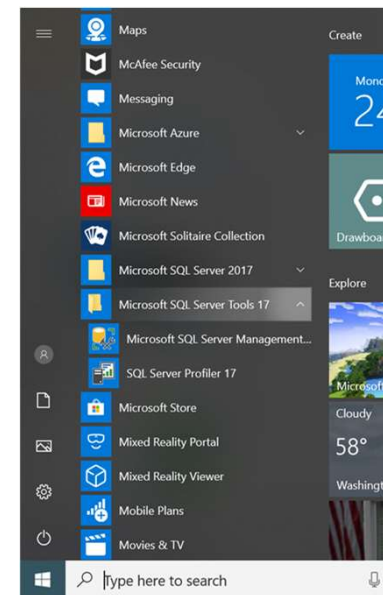 Maps
McAfee Security
Messaging
Microsoft Azure
Microsoft Edge
Microsoft News
Microsoft Solitaire Collection
Microsoft SQL Server 2017
Microsoft SQL Server Tools 17
Microsoft SQL Server Management...
SQL Server Profiler 17
Microsoft Store
Mixed Reality Portal
Mixed Reality Viewer
Mobile Plans
Movies & TV
Type here to search
Create
Mond
24
Drawboa
Explore
Microsoft
Cloudy
58°
Washingt